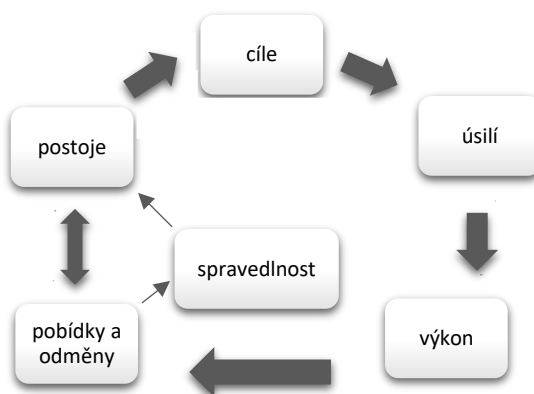 cíle
postoje
úsilí
spravedlnost
pobídky a
odměny
výkon